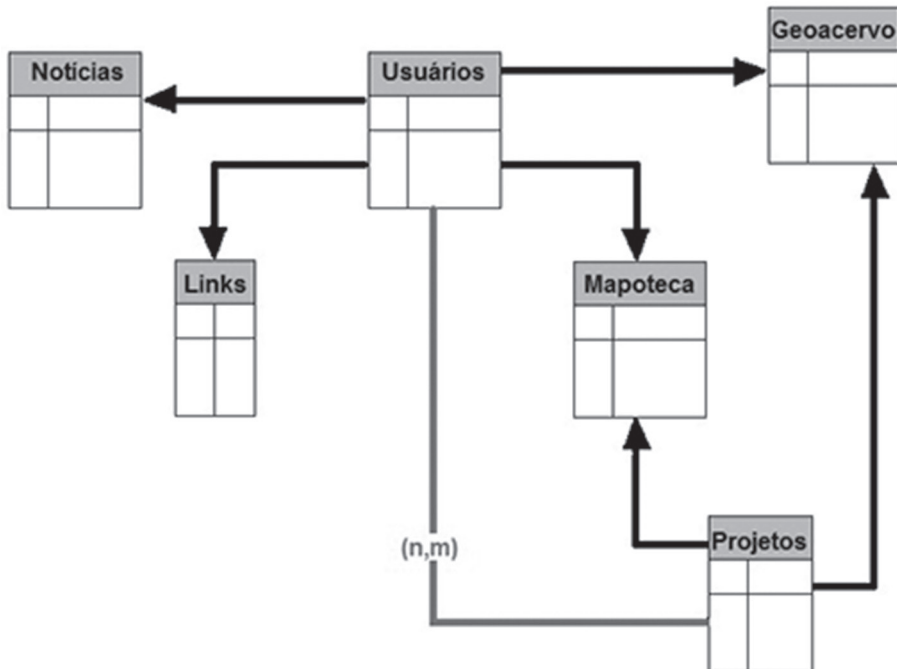 Geoacervo
Notícias
Usuários
Links
Mapoteca
(n,m)
Projetos